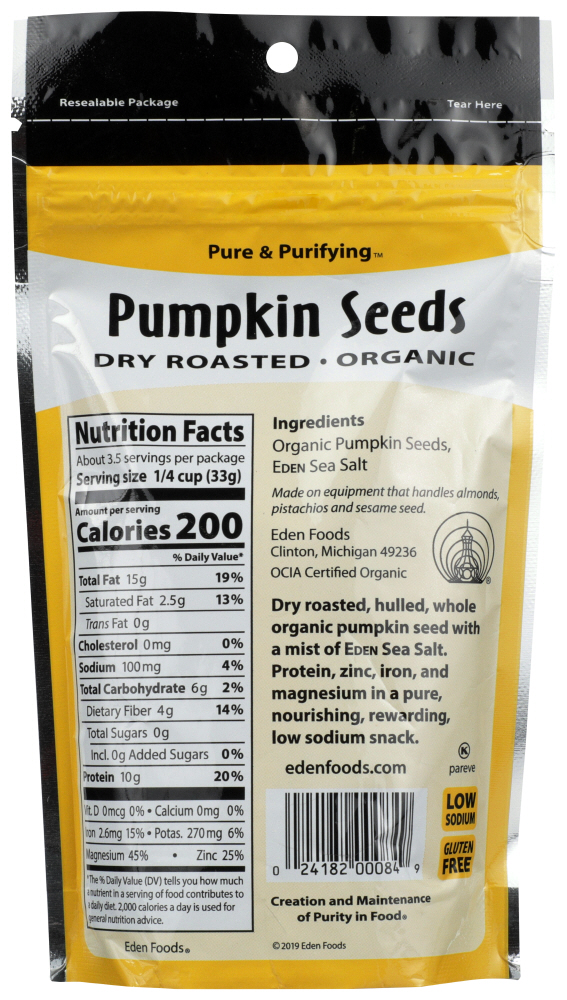 Resealable Package
Tear Here
Pure & Purifying™
Pumpkin Seeds
DRY ROASTED • ORGANIC
Nutrition Facts
About 3.5 servings per package
Serving size 1/4 cup (33g)
Amount per serving
Calories 200
% Daily Value*
Total Fat 15g 19%
Saturated Fat 2.5g 13%
Trans Fat 0g
Cholesterol 0mg 0%
Sodium 100mg 4%
Total Carbohydrate 6g 2%
Dietary Fiber 4g 14%
Total Sugars 0g
Incl. 0g Added Sugars 0%
Protein 10g 20%
Vit. D 0mcg 0% • Calcium 0mg 0%
Iron 2.6mg 15% • Potas. 270mg 6%
Magnesium 45% • Zinc 25%
*The % Daily Value (DV) tells you how much
a nutrient in a serving of food contributes to
a daily diet. 2,000 calories a day is used for
general nutrition advice.
Eden Foods®
Ingredients
Organic Pumpkin Seeds,
EDEN Sea Salt
Made on equipment that handles almonds,
pistachios and sesame seed.
Eden Foods
Clinton, Michigan 49236
OCIA Certified Organic
®
Dry roasted, hulled, whole
organic pumpkin seed with
a mist of EDEN Sea Salt.
Protein, zinc, iron, and
magnesium in a pure,
nourishing, rewarding,
low sodium snack.
edenfoods.com
K
pareve
LOW
SODIUM
GLUTEN
FREE
0 24182 00084 9
Creation and Maintenance
of Purity in Food®
© 2019 Eden Foods